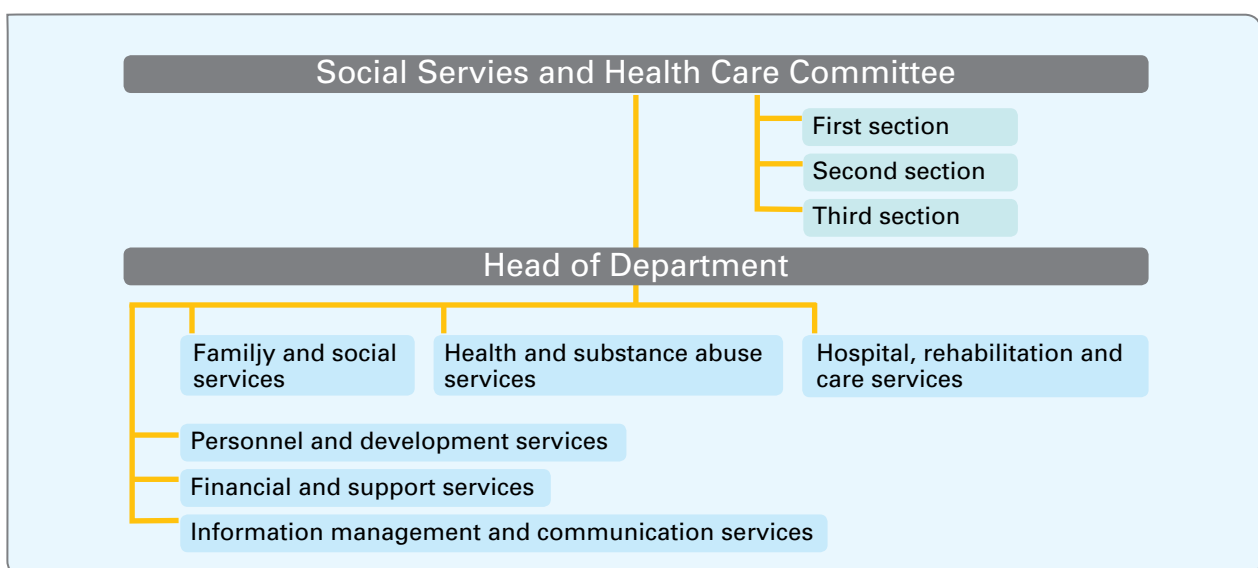 Social Servies and Health Care Committee
First section
Second section
Third section
Head of Department
Familjy and social
services
Health and substance abuse
services
Hospital, rehabilitation and
care services
Personnel and development services
Financial and support services
Information management and communication services